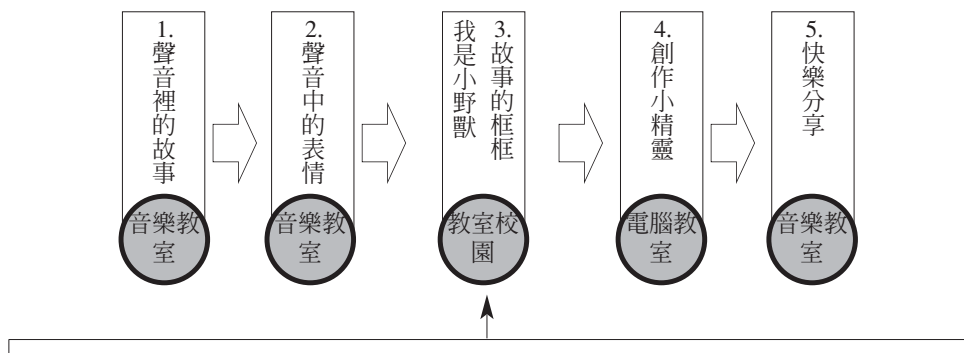 1.聲音裡的故事
音樂教
室
2.聲音中的表情
音樂教
室
3.故事的框框
我是小野獸
教室校
園
4.創作小精靈
電腦教
室
5.快樂分享
音樂教
室